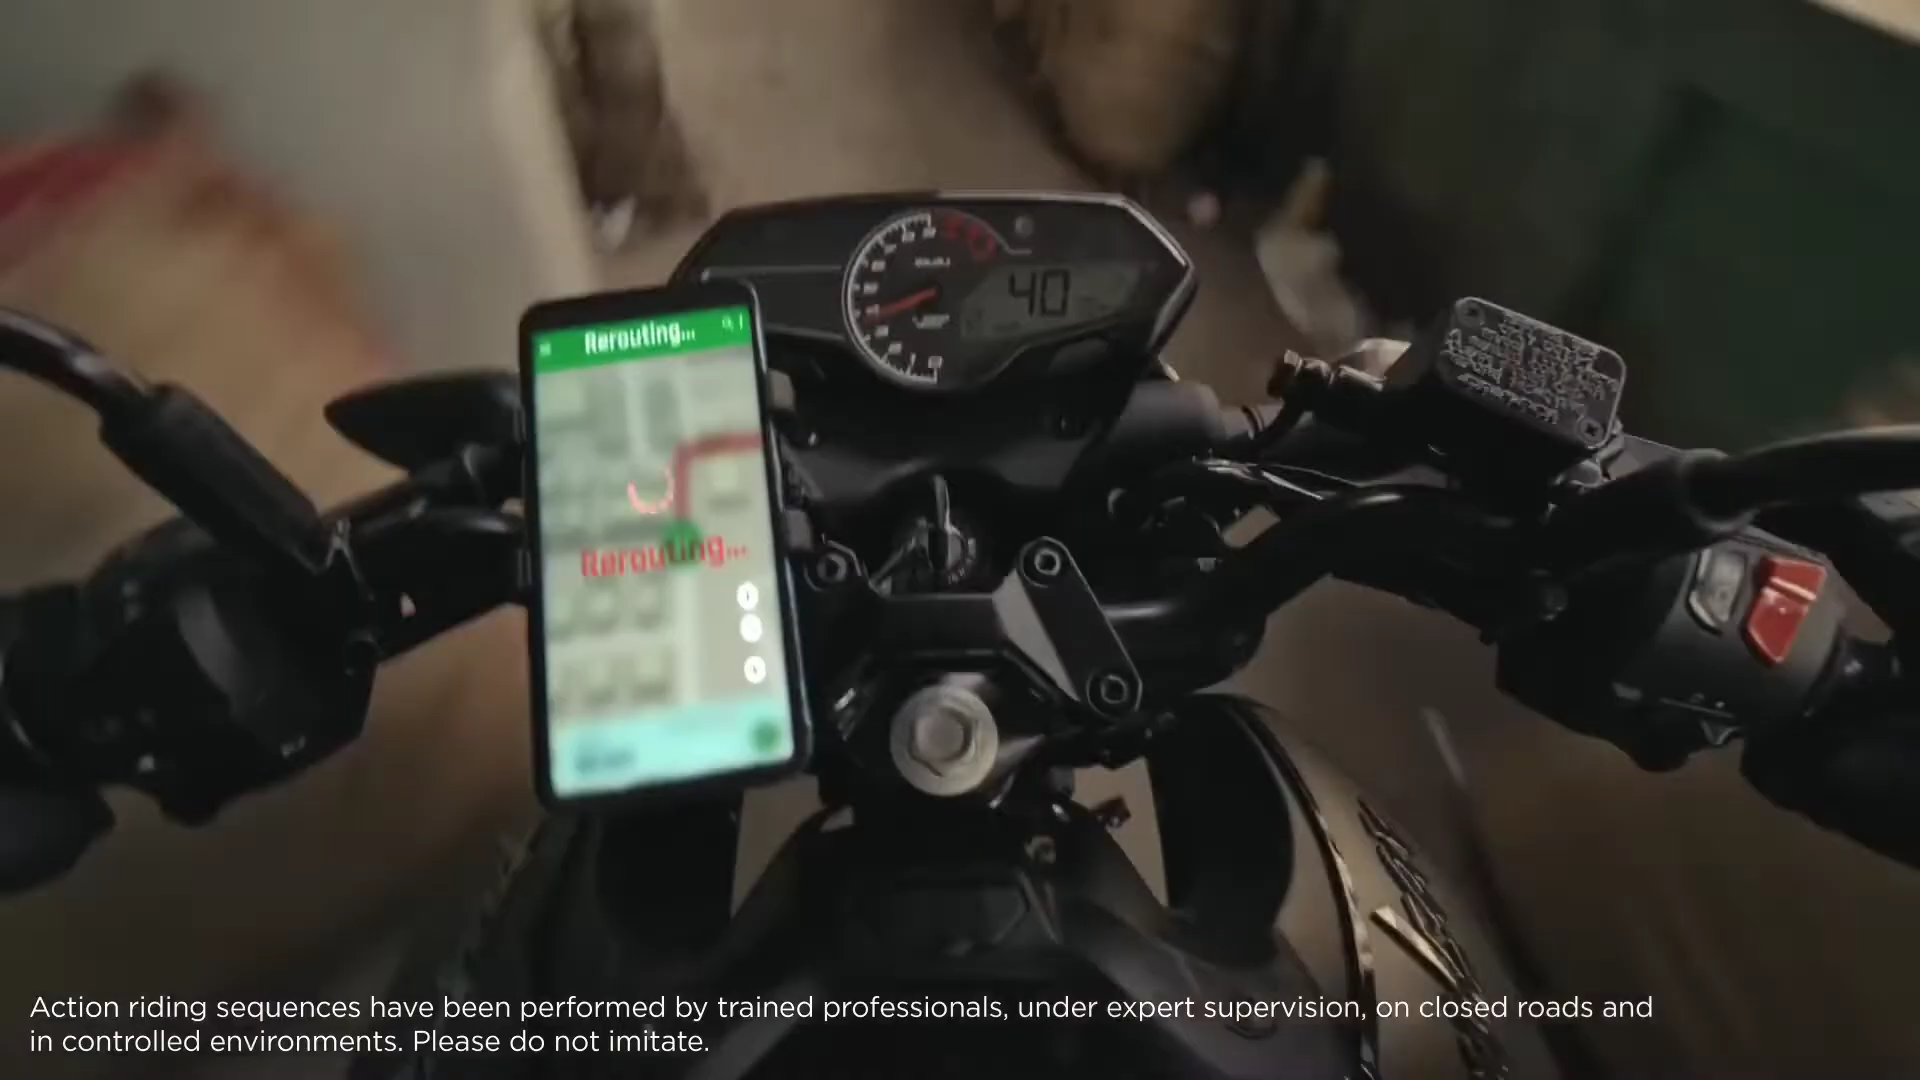 Rerouting...
40
Rerouting...
Action riding sequences have been performed by trained professionals, under expert supervision, on closed roads and
in controlled environments. Please do not imitate.